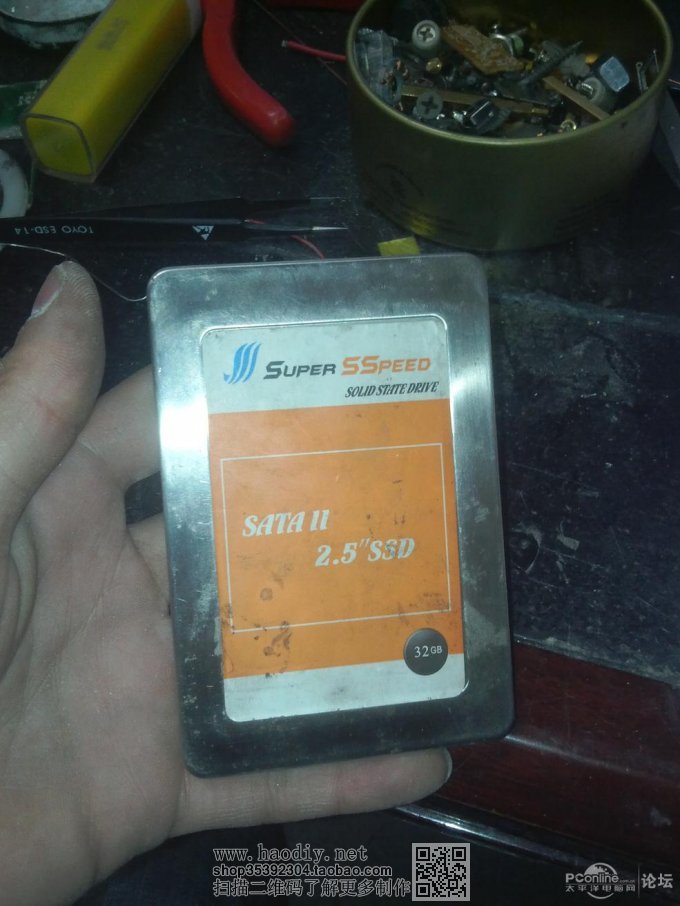 TOYO ESD-14
SUPER SSPEED
SOLID STATE DRIVE
SATA II
2.5"SSD
32GB
www.haodiy.net
shop35392304.taobao.com
扫描二维码了解更多制作
PConline.com.cn
太平洋电脑网
论坛